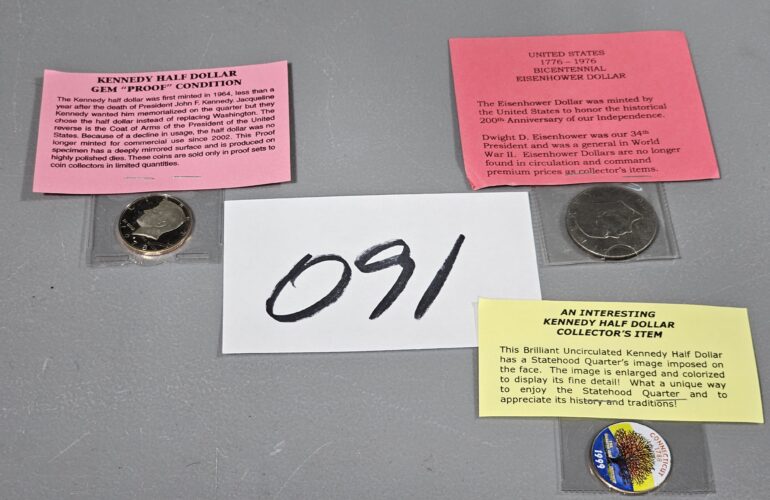 KENNEDY HALF DOLLAR
GEM "PROOF" CONDITION
The Kennedy half dollar was first minted in 1964, less than a
year after the death of President John F. Kennedy. Jacqueline
Kennedy wanted him memorialized on the quarter but they
chose the half dollar instead of replacing Washington. The
reverse is the Coat of Arms of the President of the United
States. Because of a decline in usage, the half dollar was no
longer minted for commercial use since 2002. This Proof
specimen has a deeply mirrored surface and is produced on
highly polished dies. These coins are sold only in proof sets to
coin collectors in limited quantities.
UNITED STATES
1776 – 1976
BICENTENNIAL
EISENHOWER DOLLAR
The Eisenhower Dollar was minted by
the United States to honor the historical
200th Anniversary of our Independence.
Dwight D. Eisenhower was our 34th
President and was a general in World
War II. Eisenhower Dollars are no longer
found in circulation and command
premium prices as collector's items.
091
AN INTERESTING
KENNEDY HALF DOLLAR
COLLECTOR'S ITEM
This Brilliant Uncirculated Kennedy Half Dollar
has a Statehood Quarter's image imposed on
the face. The image is enlarged and colorized
to display its fine detail! What a unique way
to enjoy the Statehood Quarter and to
appreciate its history and traditions!
CONNECTICUT
1788
1999